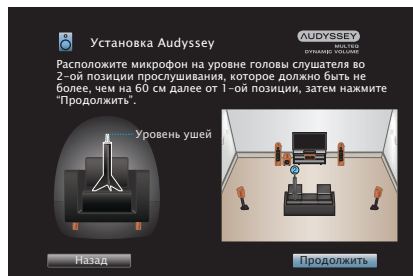 Установка Audyssey
AUDYSSEY
MULTEQ
DYNAMIC VOLUME
Расположите микрофон на уровне головы слушателя во
2-ой позиции прослушивания, которое должно быть не
более, чем на 60 см далее от 1-ой позиции, затем нажмите
“Продолжить”.
Уровень ушей
2
Назад
Продолжить